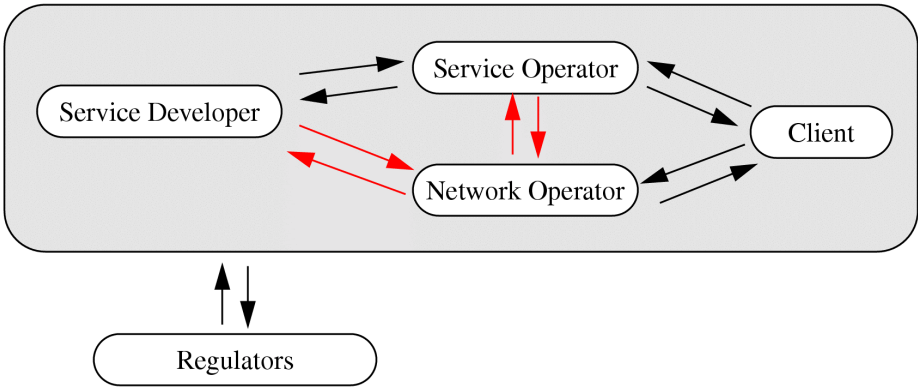 Service Operator
Service Developer
Client
Network Operator
Regulators